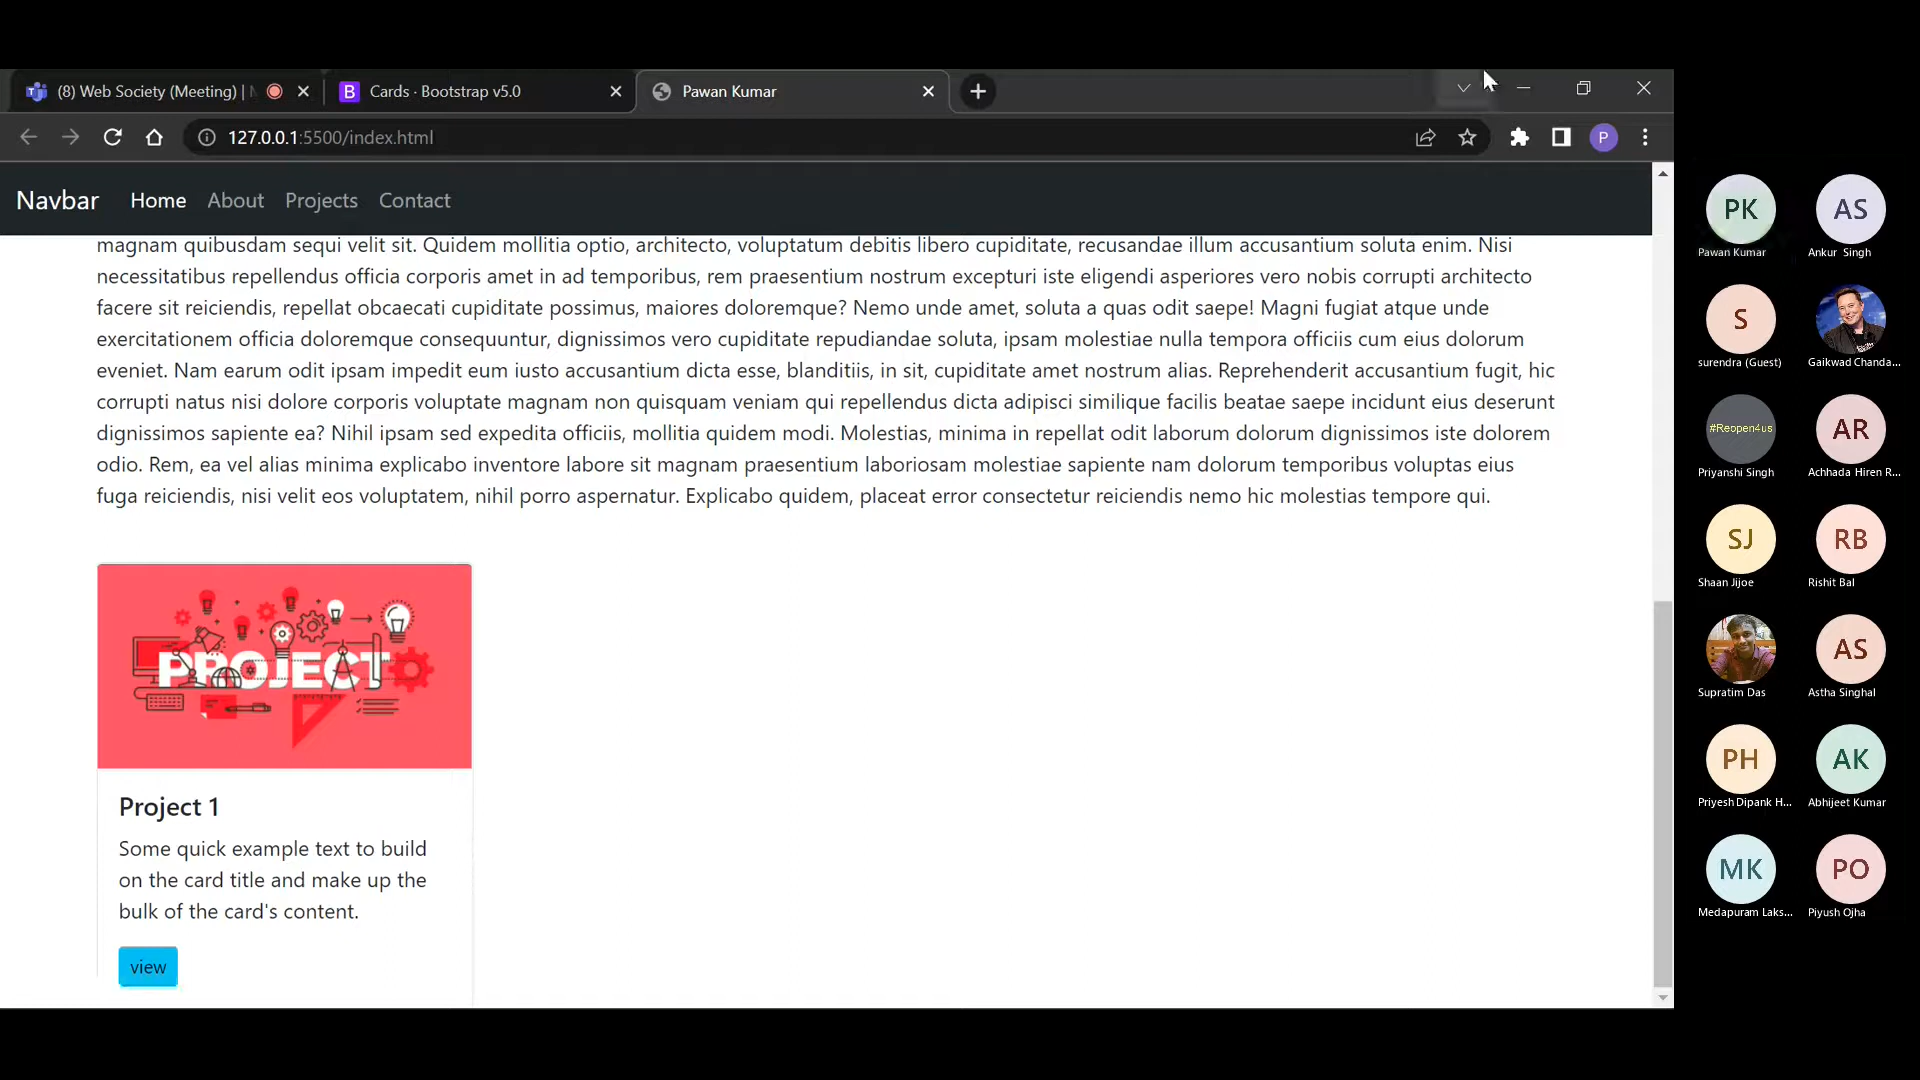 (8) Web Society (Meeting) |
Cards · Bootstrap v5.0
Pawan Kumar
127.0.0.1:5500/index.html
P
Navbar
Home
About
Projects
Contact
magnam quibusdam sequi velit sit. Quidem mollitia optio, architecto, voluptatum debitis libero cupiditate, recusandae illum accusantium soluta enim. Nisi
necessitatibus repellendus officia corporis amet in ad temporibus, rem praesentium nostrum excepturi iste eligendi asperiores vero nobis corrupti architecto
facere sit reiciendis, repellat obcaecati cupiditate possimus, maiores doloremque? Nemo unde amet, soluta a quas odit saepe! Magni fugiat atque unde
exercitationem officia doloremque consequuntur, dignissimos vero cupiditate repudiandae soluta, ipsam molestiae nulla tempora officiis cum eius dolorum
eveniet. Nam earum odit ipsam impedit eum iusto accusantium dicta esse, blanditiis, in sit, cupiditate amet nostrum alias. Reprehenderit accusantium fugit, hic
corrupti natus nisi dolore corporis voluptate magnam non quisquam veniam qui repellendus dicta adipisci similique facilis beatae saepe incidunt eius deserunt
dignissimos sapiente ea? Nihil ipsam sed expedita officiis, mollitia quidem modi. Molestias, minima in repellat odit laborum dolorum dignissimos iste dolorem
odio. Rem, ea vel alias minima explicabo inventore labore sit magnam praesentium laboriosam molestiae sapiente nam dolorum temporibus voluptas eius
fuga reiciendis, nisi velit eos voluptatem, nihil porro aspernatur. Explicabo quidem, placeat error consectetur reiciendis nemo hic molestias tempore qui.
PROJECT
Project 1
Some quick example text to build
on the card title and make up the
bulk of the card's content.
view
PK
AS
Pawan Kumar
Ankur Singh
S
surendra (Guest)
Gaikwad Chanda...
#Reopen4us
AR
Priyanshi Singh
Achhada Hiren R...
SJ
RB
Shaan Jijoe
Rishit Bal
AS
Supratim Das
Astha Singhal
PH
AK
Priyesh Dipank H...
Abhijeet Kumar
MK
PO
Medapuram Laks...
Piyush Ojha